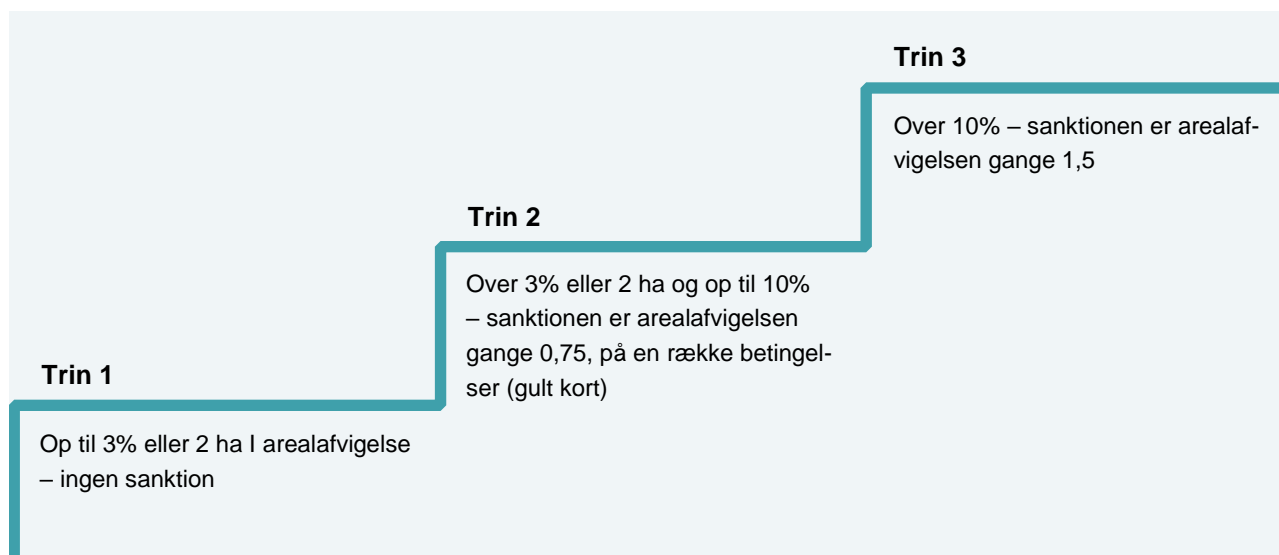 Trin 1
Op til 3% eller 2 ha I arealafvigelse
– ingen sanktion
Trin 2
Over 3% eller 2 ha og op til 10%
– sanktionen er arealafvigelsen
gange 0,75, på en række betingel-
ser (gult kort)
Trin 3
Over 10% – sanktionen er arealaf-
vigelsen gange 1,5